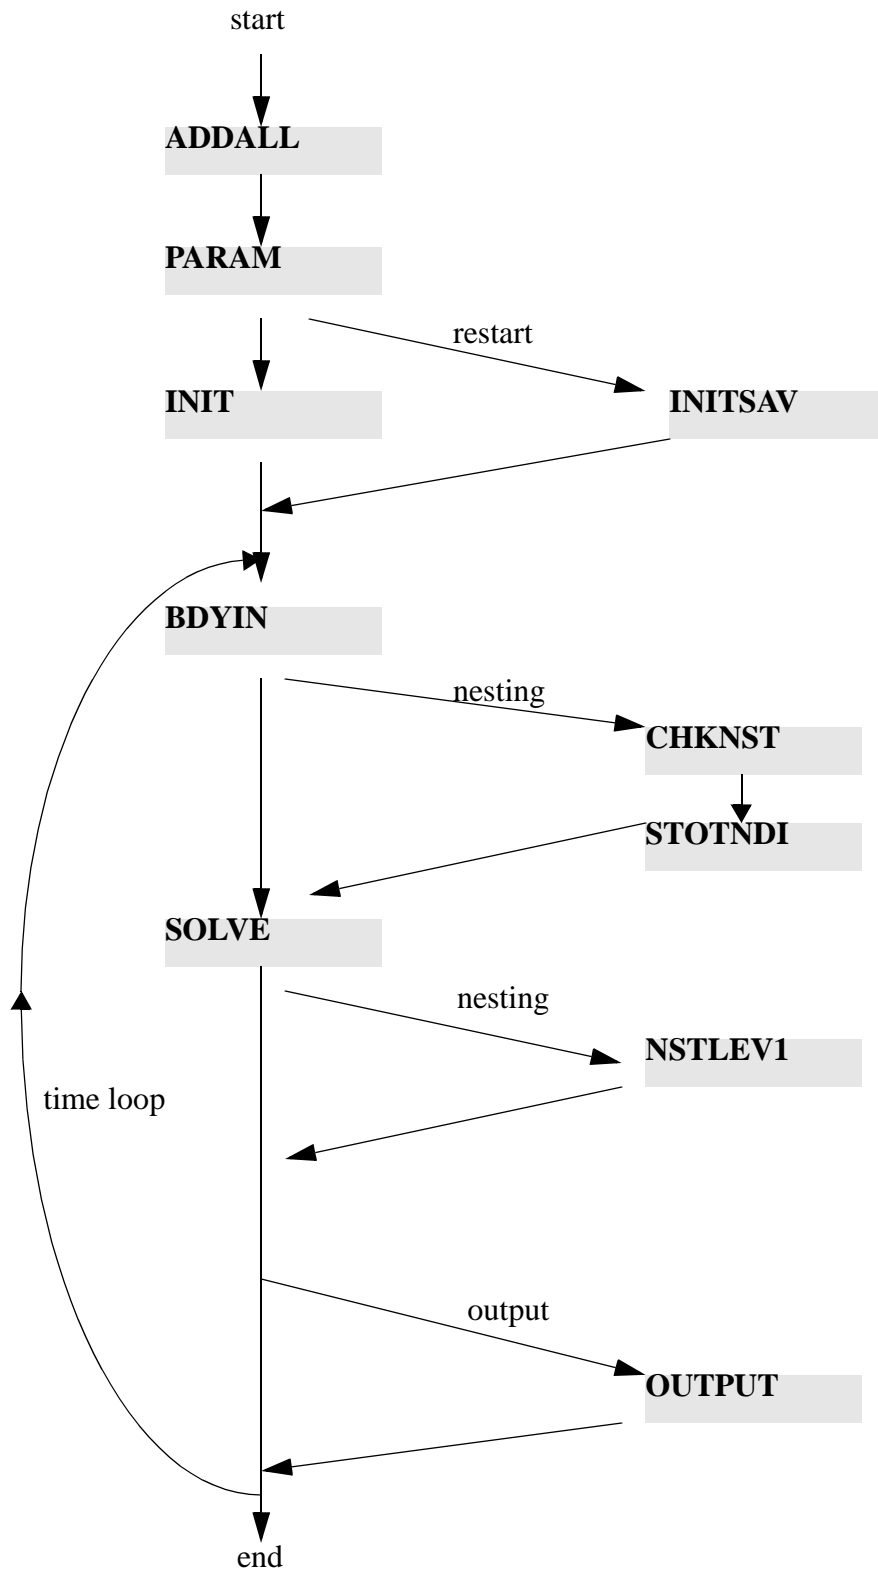 start
ADDALL
PARAM
restart
INIT
INITSAV
BDYIN
nesting
CHKNST
STOTNDI
SOLVE
nesting
NSTLEV1
time loop
output
OUTPUT
end